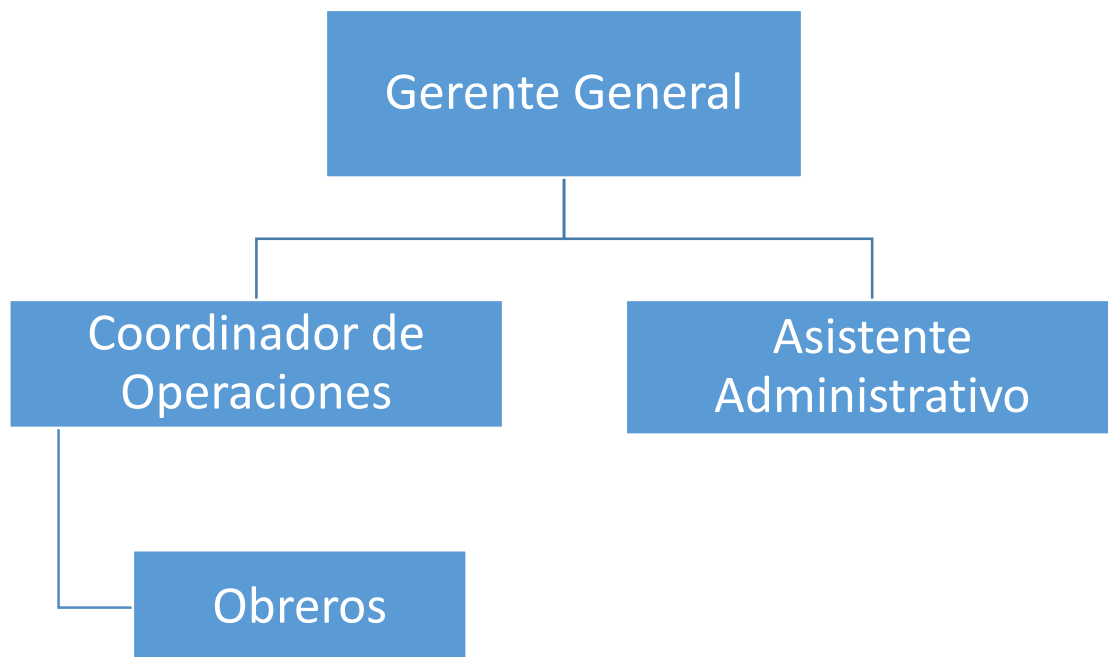 Gerente General
Coordinador de
Operaciones
Asistente
Administrativo
Obreros